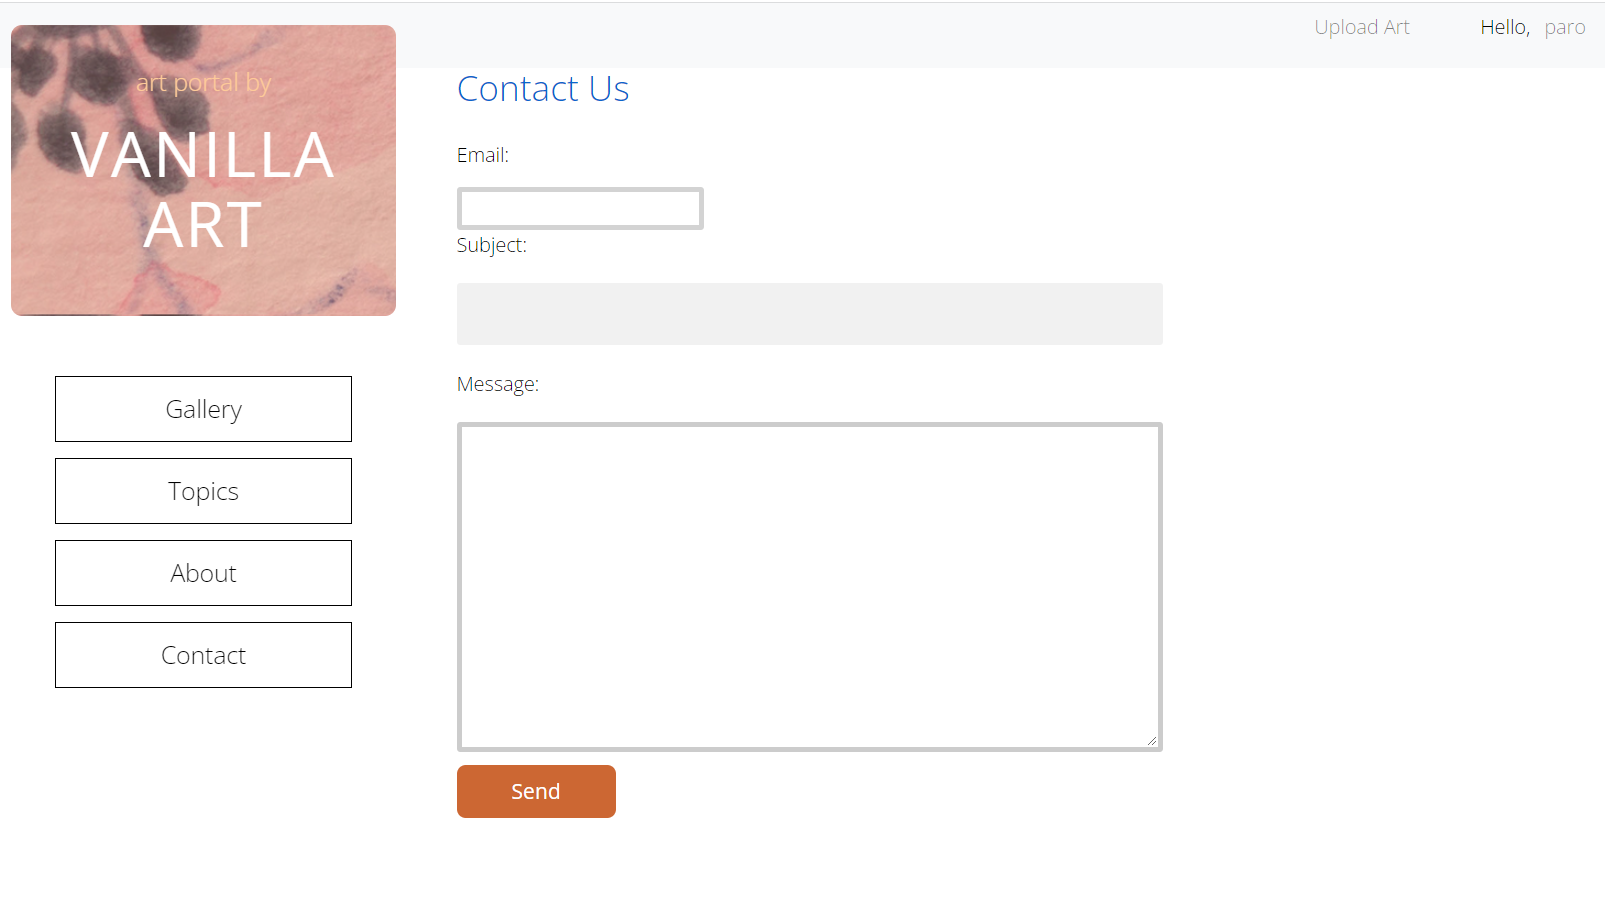 Upload Art
Hello, paro
art portal by
VANILLA
ART
Gallery
Topics
About
Contact
Contact Us
Email:
Subject:
Message:
Send